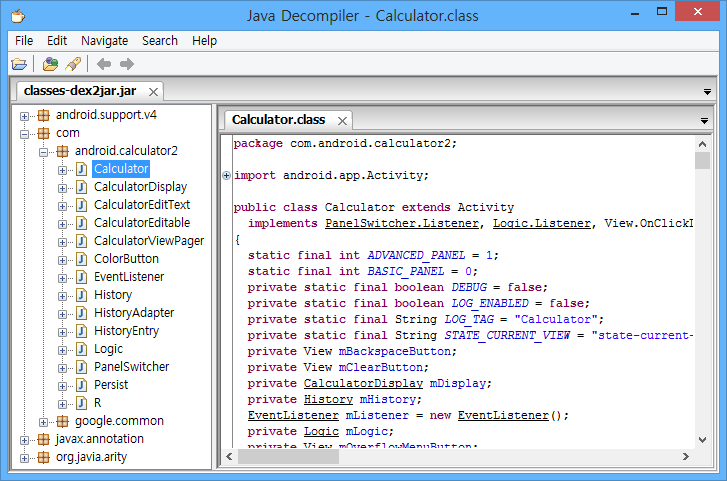 Java Decompiler - Calculator.class
File Edit Navigate Search Help
classes-dex2jar.jar
android.support.v4
com
android.calculator2
Calculator
CalculatorDisplay
CalculatorEditText
CalculatorEditable
CalculatorViewPager
ColorButton
EventListener
History
HistoryAdapter
HistoryEntry
Logic
PanelSwitcher
Persist
R
google.common
javax.annotation
org.javia.arity
Calculator.class
package com.android.calculator2;
import android.app.Activity;
public class Calculator extends Activity
implements PanelSwitcher.Listener, Logic.Listener, View.OnClickL
{
static final int ADVANCED_PANEL = 1;
static final int BASIC_PANEL = 0;
private static final boolean DEBUG = false;
private static final boolean LOG_ENABLED = false;
private static final String LOG_TAG = "Calculator";
private static final String STATE_CURRENT_VIEW = "state-current-
private View mBackspaceButton;
private View mClearButton;
private CalculatorDisplay mDisplay;
private History mHistory;
EventListener mListener = new EventListener();
private Logic mLogic;
private View mOverflowMenuButton;